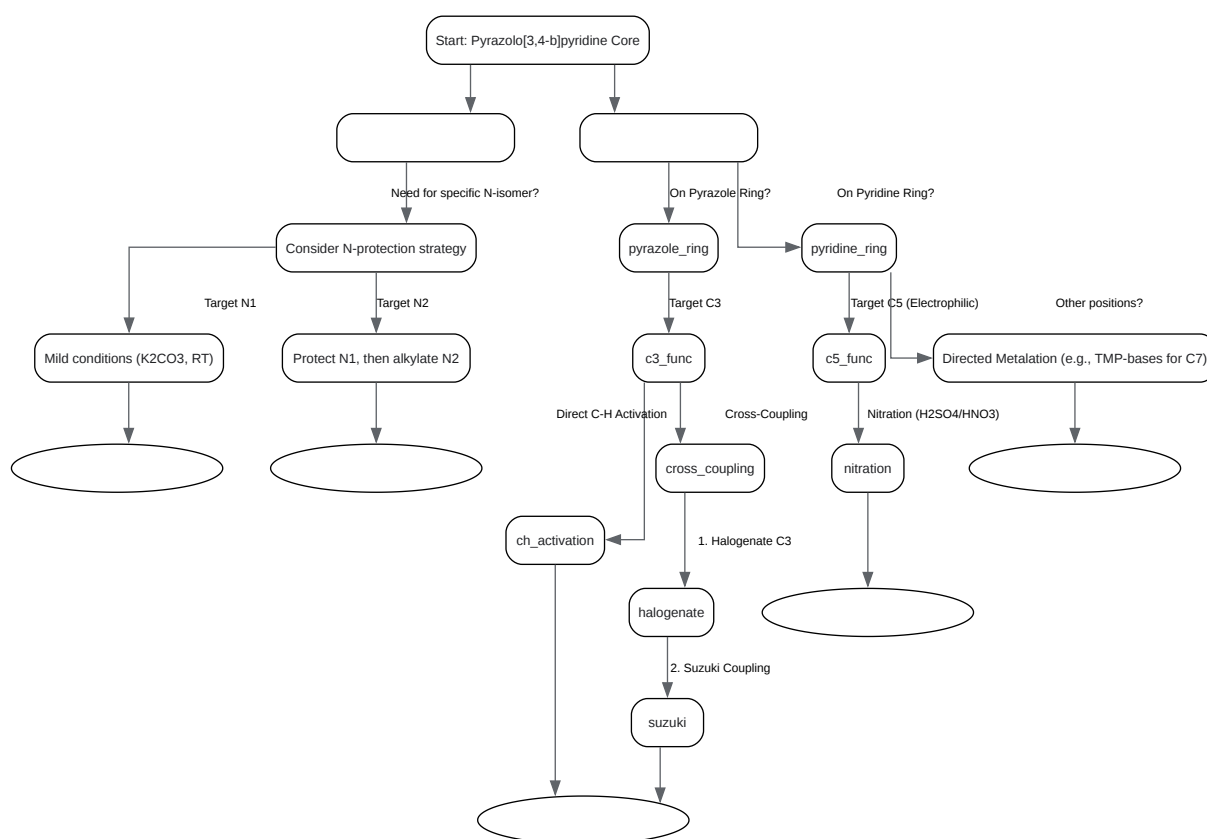 Start: Pyrazolo[3,4-b]pyridine Core
Need for specific N-isomer?
On Pyrazole Ring?
On Pyridine Ring?
Consider N-protection strategy
pyrazole_ring
pyridine_ring
Target N1
Target N2
Target C3
Target C5 (Electrophilic)
Other positions?
Mild conditions (K2CO3, RT)
Protect N1, then alkylate N2
c3_func
c5_func
Directed Metalation (e.g., TMP-bases for C7)
Direct C-H Activation
Cross-Coupling
Nitration (H2SO4/HNO3)
cross_coupling
nitration
ch_activation
1. Halogenate C3
halogenate
2. Suzuki Coupling
suzuki